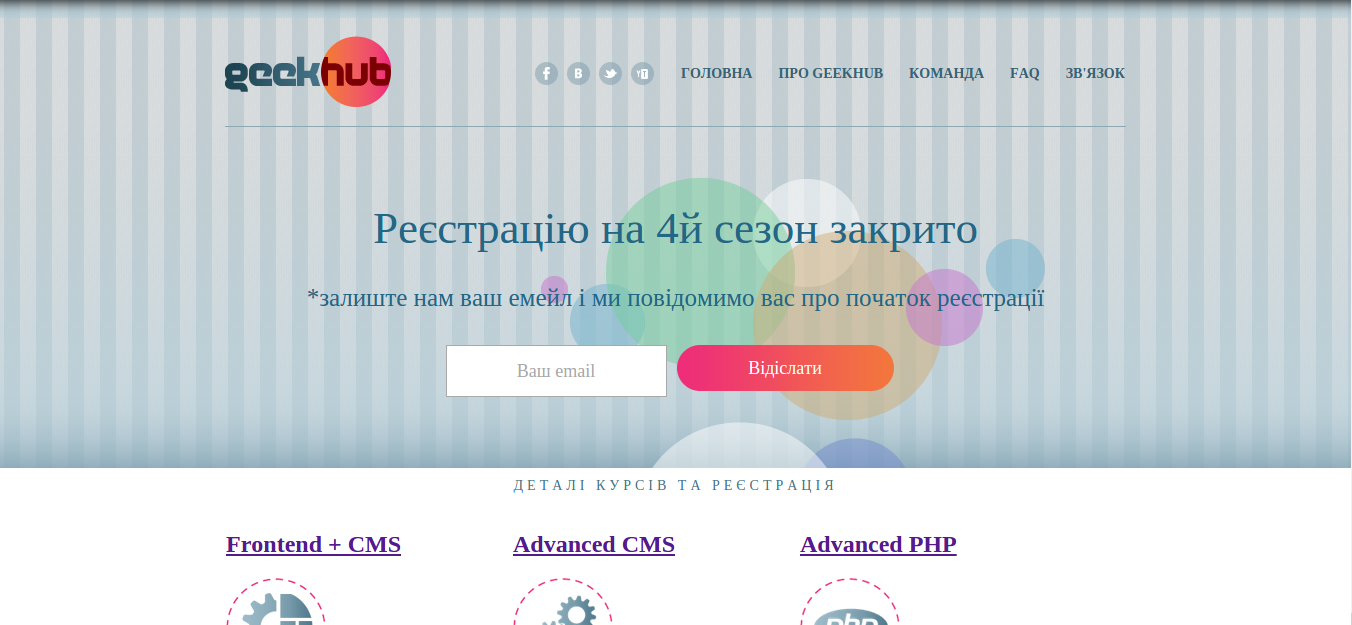 geekhub
ГОЛОВНА ПРО GEEKHUB КОМАНДА FAQ ЗВ'ЯЗОК
Реєстрацію на 4й сезон закрито
*залиште нам ваш емейл і ми повідомимо вас про початок реєстрації
Ваш email Відіслати
ДЕТАЛІ КУРСІВ ТА РЕЄСТРАЦІЯ
Frontend + CMS Advanced CMS Advanced PHP
php